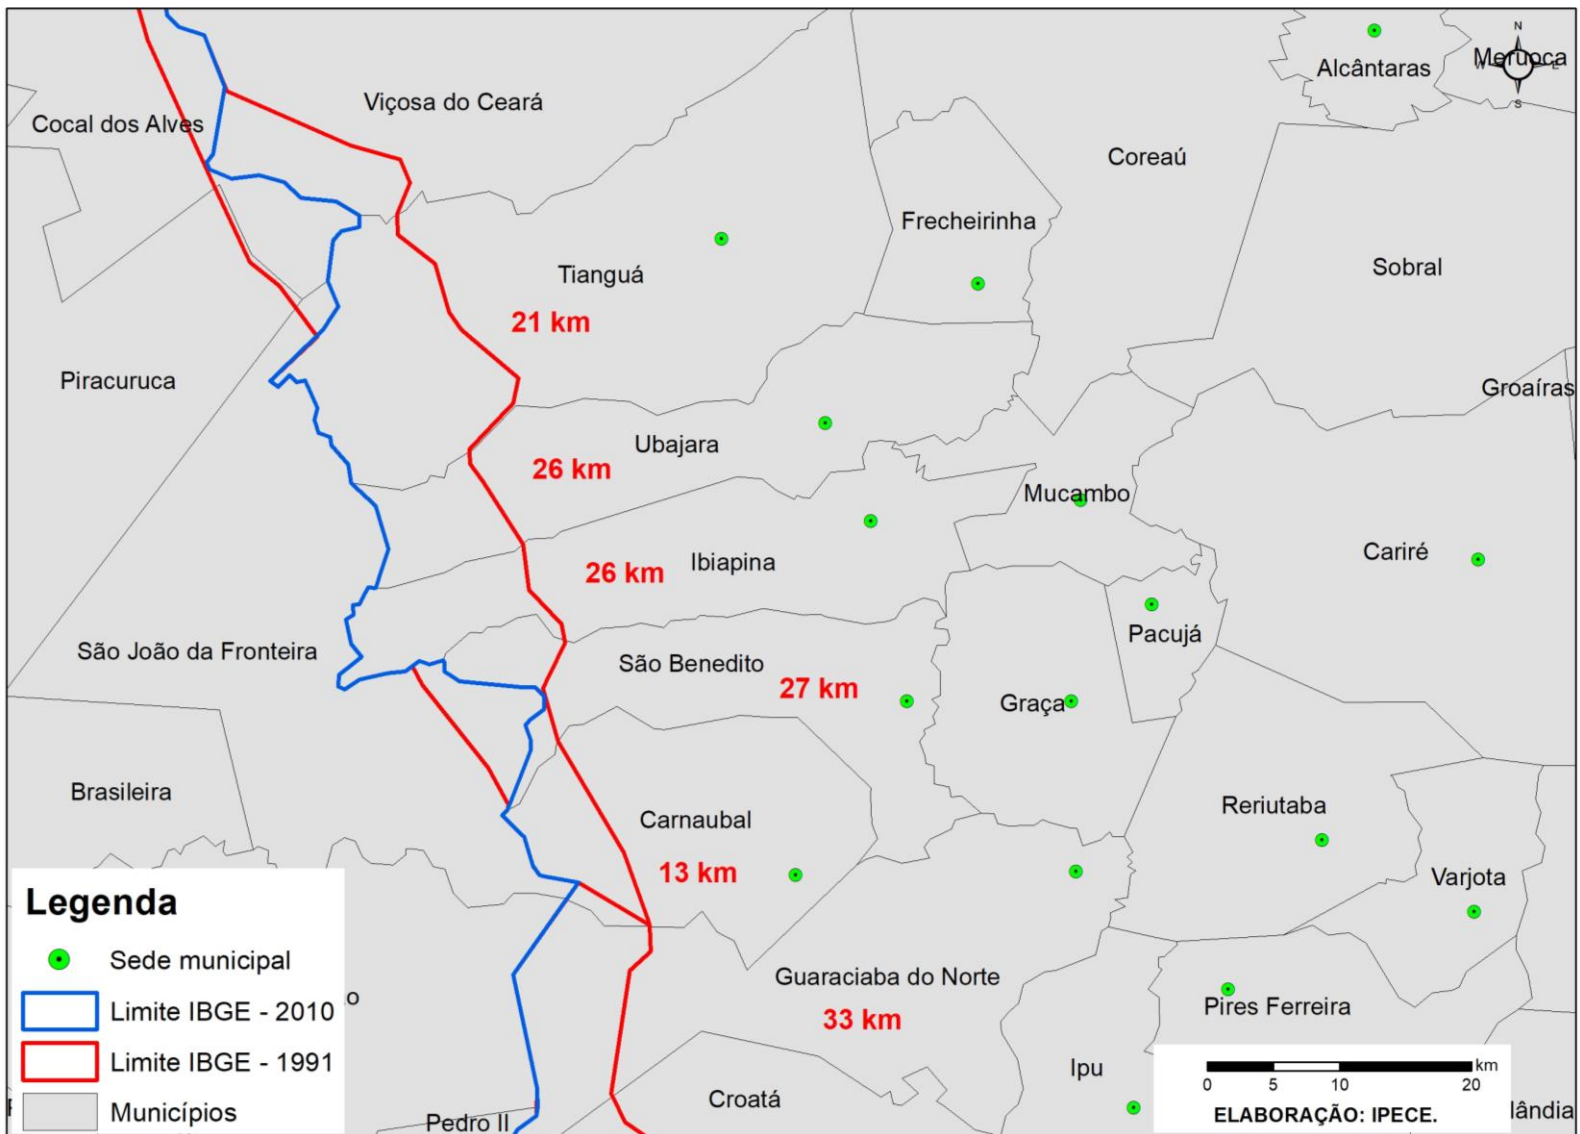 N
W
E
S
Meruoca
Alcântaras
Viçosa do Ceará
Cocal dos Alves
Coreaú
Frecheirinha
Sobral
Tianguá
21 km
Piracuruca
Groaíras
Ubajara
26 km
Mucambo
Cariré
Ibiapina
26 km
Pacujá
São João da Fronteira
São Benedito
27 km
Graça
Brasileira
Reriutaba
Carnaubal
13 km
Varjota
Guaraciaba do Norte
33 km
Pires Ferreira
Ipu
Croatá
Pedro II
Legenda
Sede municipal
Limite IBGE - 2010
Limite IBGE - 1991
Municípios
o
km
0 5 10 20
ELABORAÇÃO: IPECE.
lândia